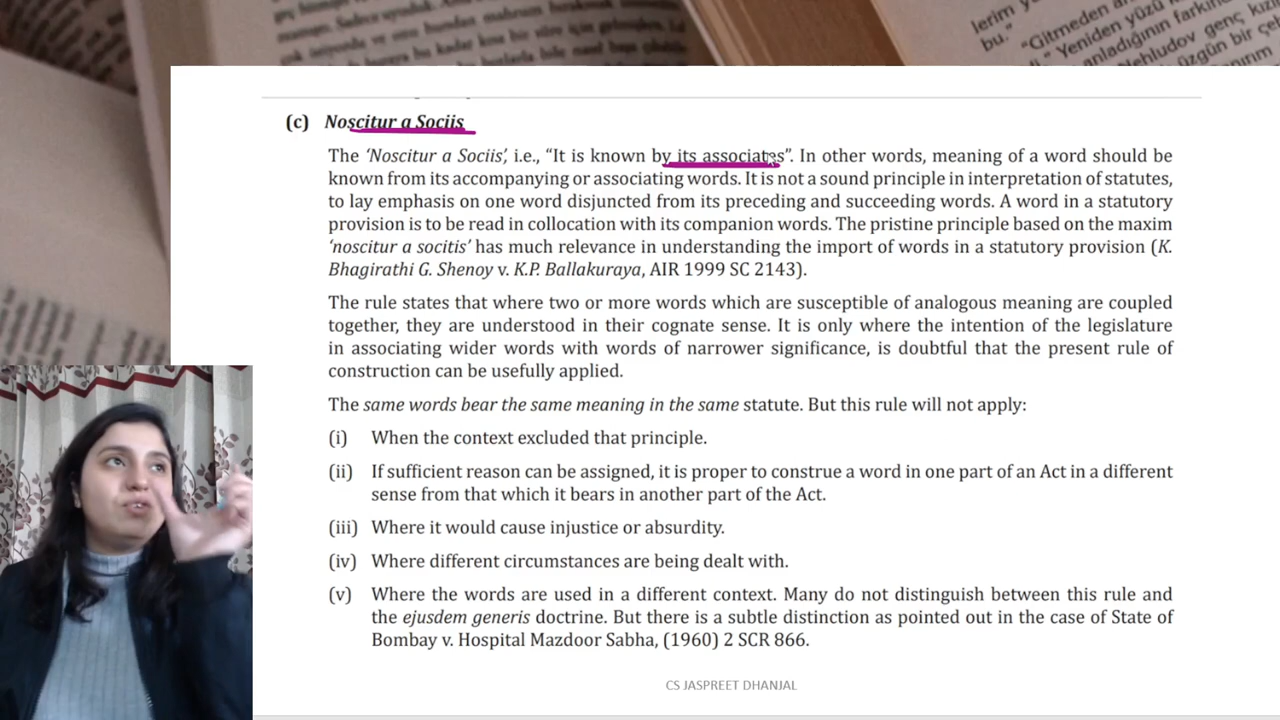 lerim
bu."
"Gitmeden
Yeniden yüzü
anladığının
Nehludov genç kızı
özgün bir
(c) Noscitur a Sociis
The ‘Noscitur a Sociis’, i.e., “It is known by its associates”. In other words, meaning of a word should be
known from its accompanying or associating words. It is not a sound principle in interpretation of statutes,
to lay emphasis on one word disjuncted from its preceding and succeeding words. A word in a statutory
provision is to be read in collocation with its companion words. The pristine principle based on the maxim
‘noscitur a socitis’ has much relevance in understanding the import of words in a statutory provision (K.
Bhagirathi G. Shenoy v. K.P. Ballakuraya, AIR 1999 SC 2143).
The rule states that where two or more words which are susceptible of analogous meaning are coupled
together, they are understood in their cognate sense. It is only where the intention of the legislature
in associating wider words with words of narrower significance, is doubtful that the present rule of
construction can be usefully applied.
The same words bear the same meaning in the same statute. But this rule will not apply:
(i) When the context excluded that principle.
(ii) If sufficient reason can be assigned, it is proper to construe a word in one part of an Act in a different
sense from that which it bears in another part of the Act.
(iii) Where it would cause injustice or absurdity.
(iv) Where different circumstances are being dealt with.
(v) Where the words are used in a different context. Many do not distinguish between this rule and
the ejusdem generis doctrine. But there is a subtle distinction as pointed out in the case of State of
Bombay v. Hospital Mazdoor Sabha, (1960) 2 SCR 866.
CS JASPREET DHANJAL